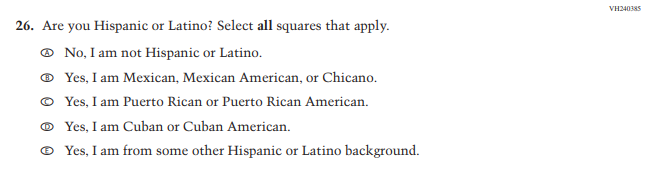 VH240385
26. Are you Hispanic or Latino? Select all squares that apply.
A No, I am not Hispanic or Latino.
B Yes, I am Mexican, Mexican American, or Chicano.
C Yes, I am Puerto Rican or Puerto Rican American.
D Yes, I am Cuban or Cuban American.
E Yes, I am from some other Hispanic or Latino background.